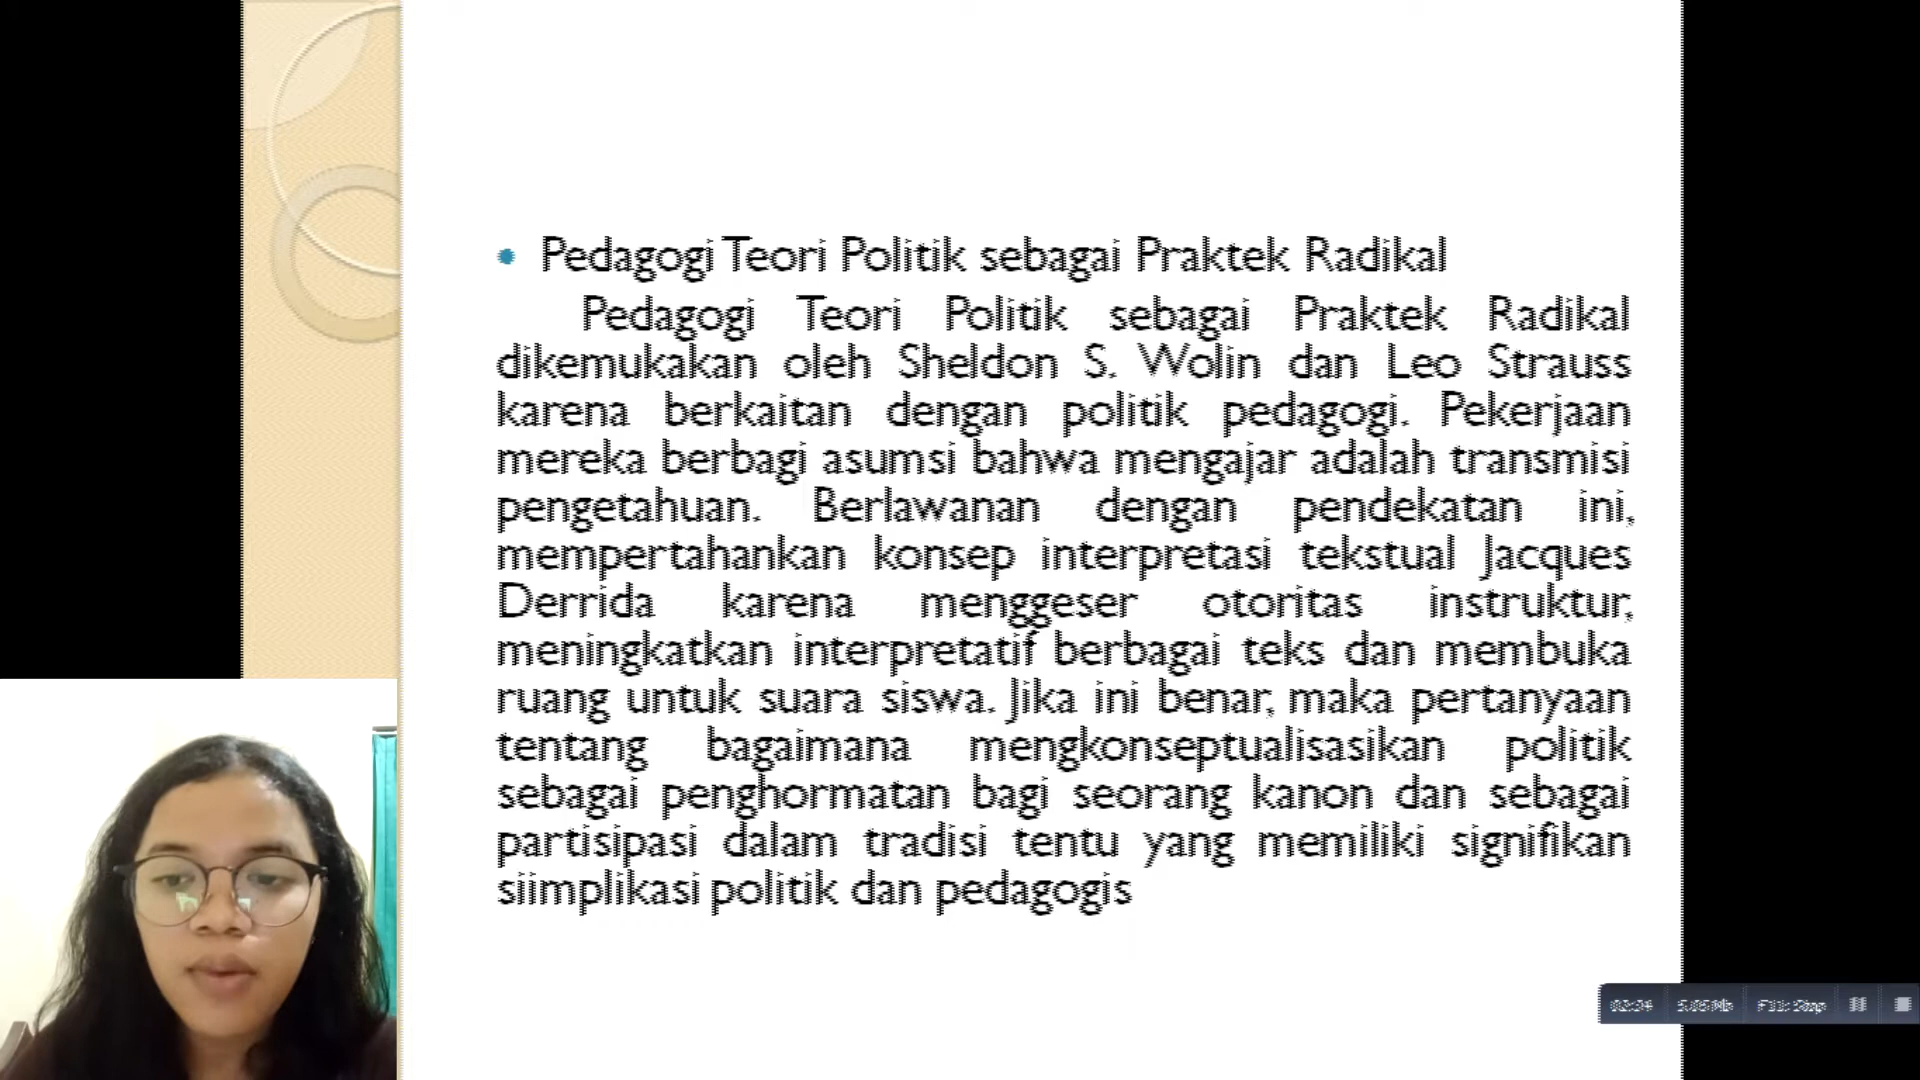 Pedagogi Teori Politik sebagai Praktek Radikal
Pedagogi Teori Politik sebagai Praktek Radikal
dikemukakan oleh Sheldon S. Wolin dan Leo Strauss
karena berkaitan dengan politik pedagogi. Pekerjaan
mereka berbagi asumsi bahwa mengajar adalah transmisi
pengetahuan. Berlawanan dengan pendekatan ini,
mempertahankan konsep interpretasi tekstual Jacques
Derrida karena menggeser otoritas instruktur,
meningkatkan interpretatif berbagai teks dan membuka
ruang untuk suara siswa. Jika ini benar, maka pertanyaan
tentang bagaimana mengkonseptualisasikan politik
sebagai penghormatan bagi seorang kanon dan sebagai
partisipasi dalam tradisi tentu yang memiliki signifikan
siimplikasi politik dan pedagogis